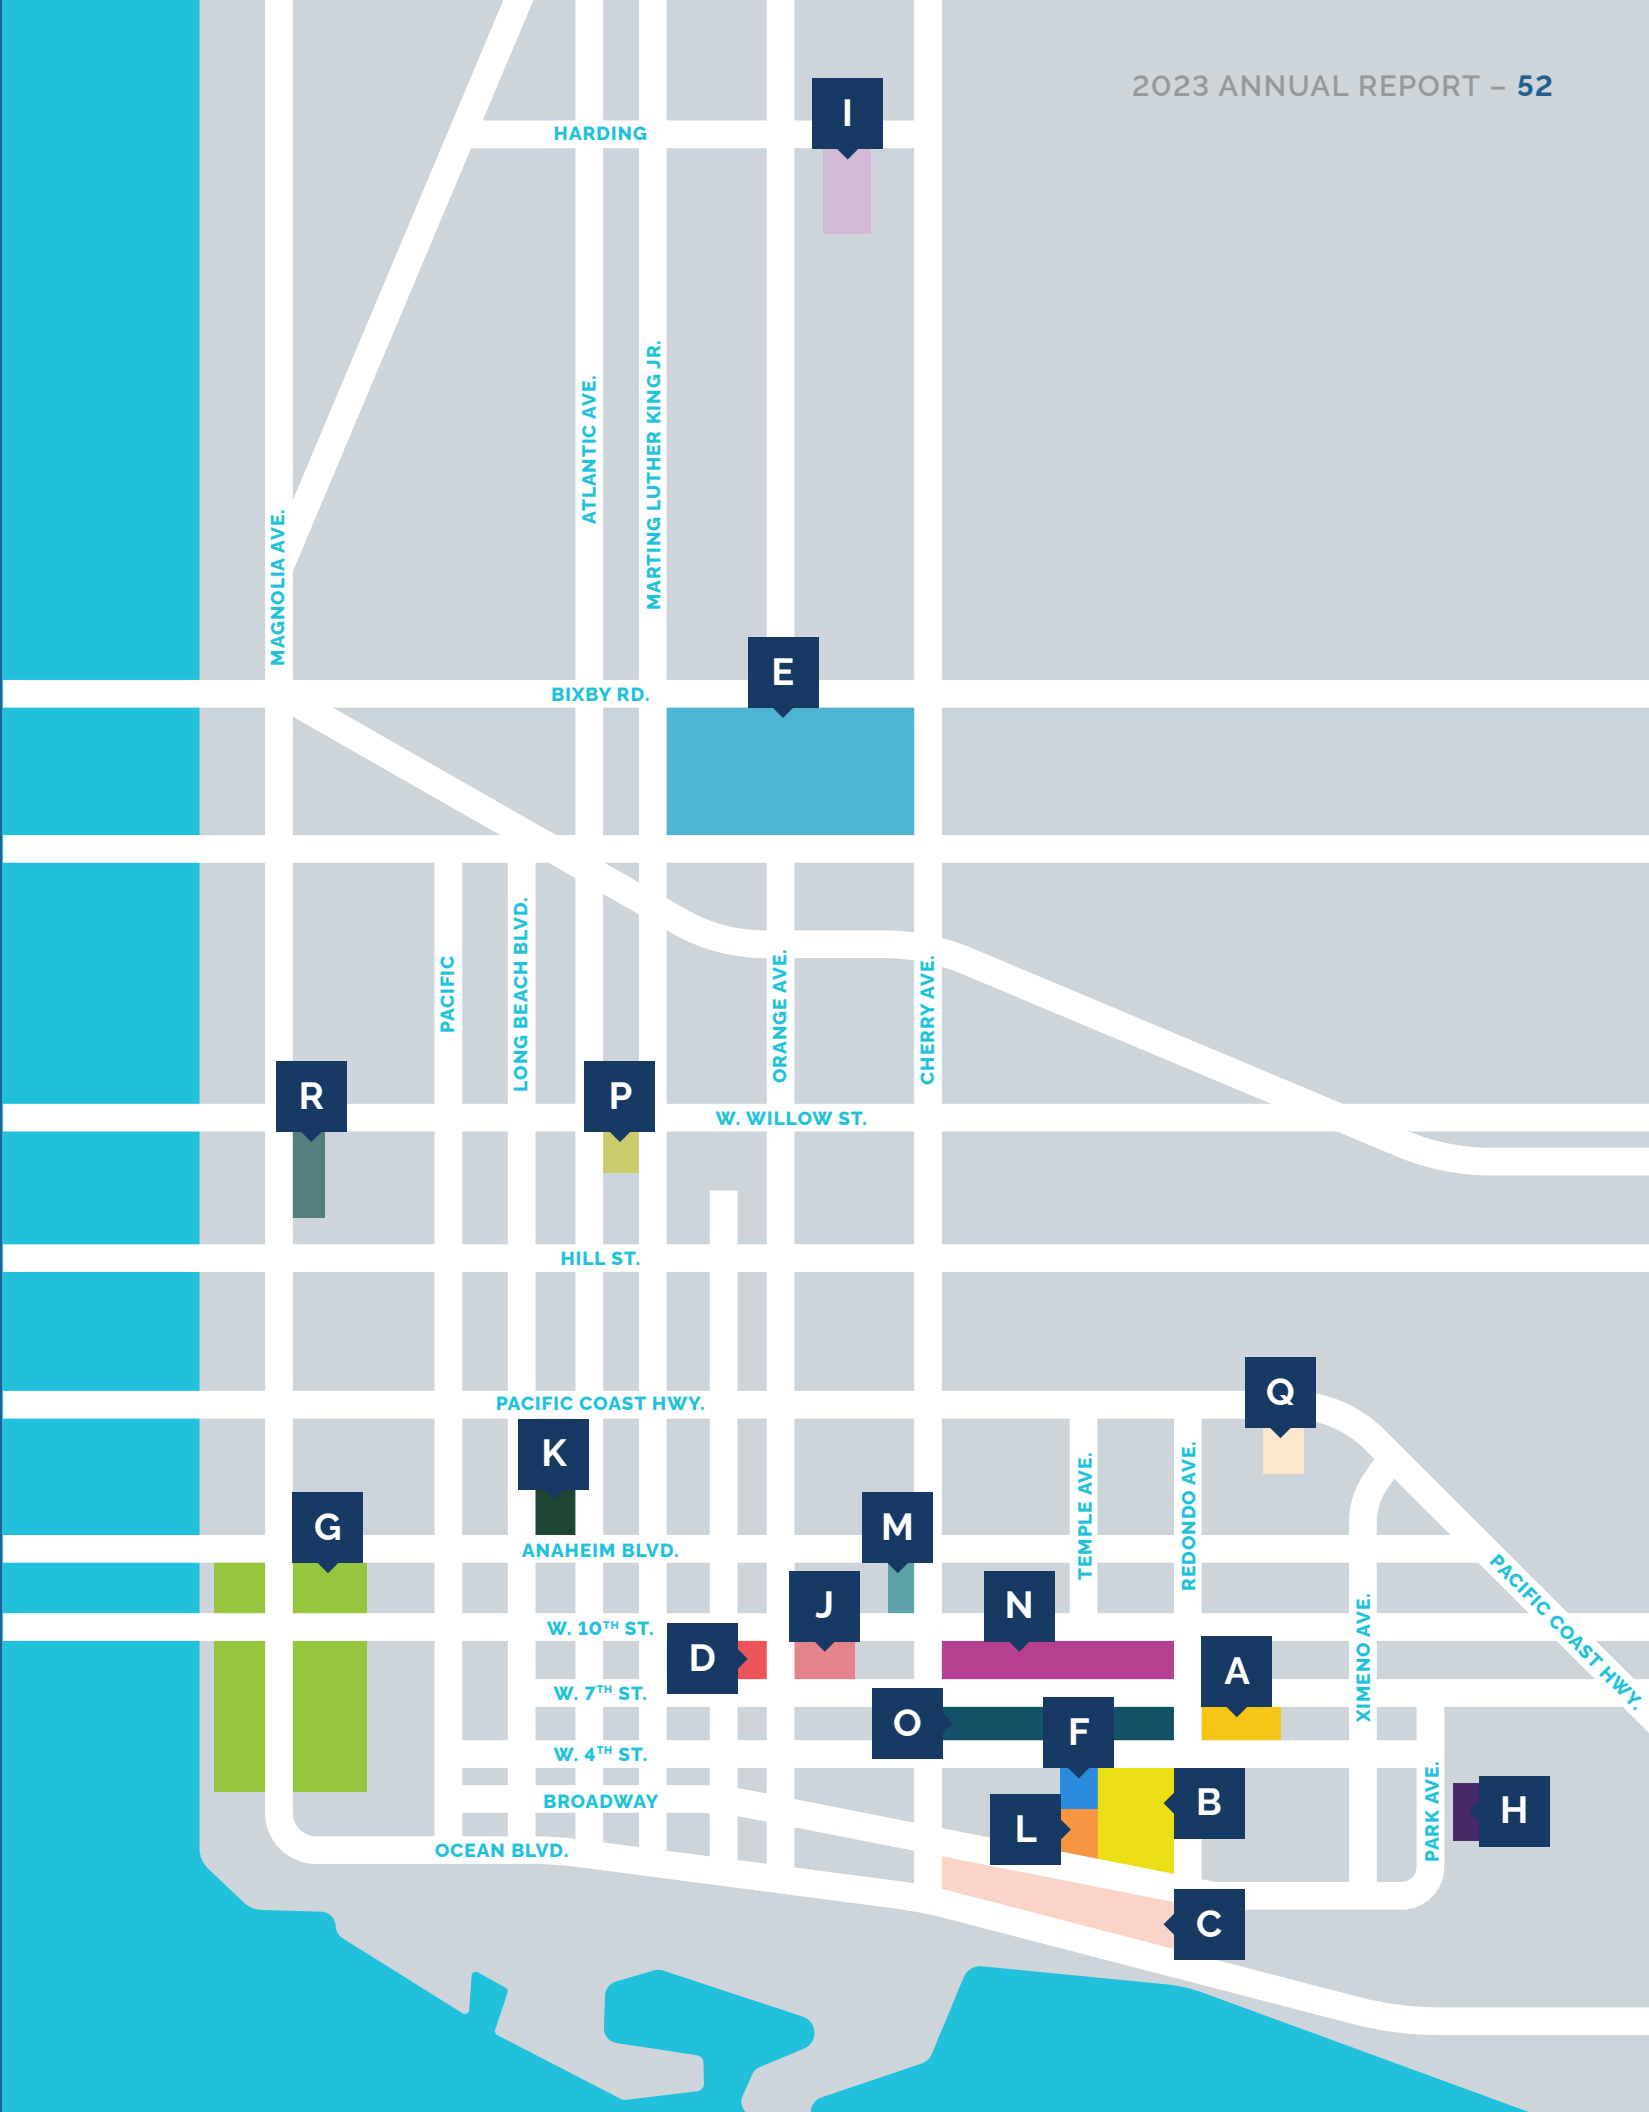 2023 ANNUAL REPORT – 52
I
HARDING
MARTING LUTHER KING JR.
ATLANTIC AVE.
MAGNOLIA AVE.
E
BIXBY RD.
LONG BEACH BLVD.
PACIFIC
ORANGE AVE.
CHERRY AVE.
R
P
W. WILLOW ST.
HILL ST.
Q
PACIFIC COAST HWY.
K
TEMPLE AVE.
REDONDO AVE.
G
M
ANAHEIM BLVD.
PACIFIC COAST HWY.
J
N
XIMENO AVE.
W. 10TH ST.
D
A
W. 7TH ST.
O
F
W. 4TH ST.
BROADWAY
B
L
PARK AVE.
H
OCEAN BLVD.
C